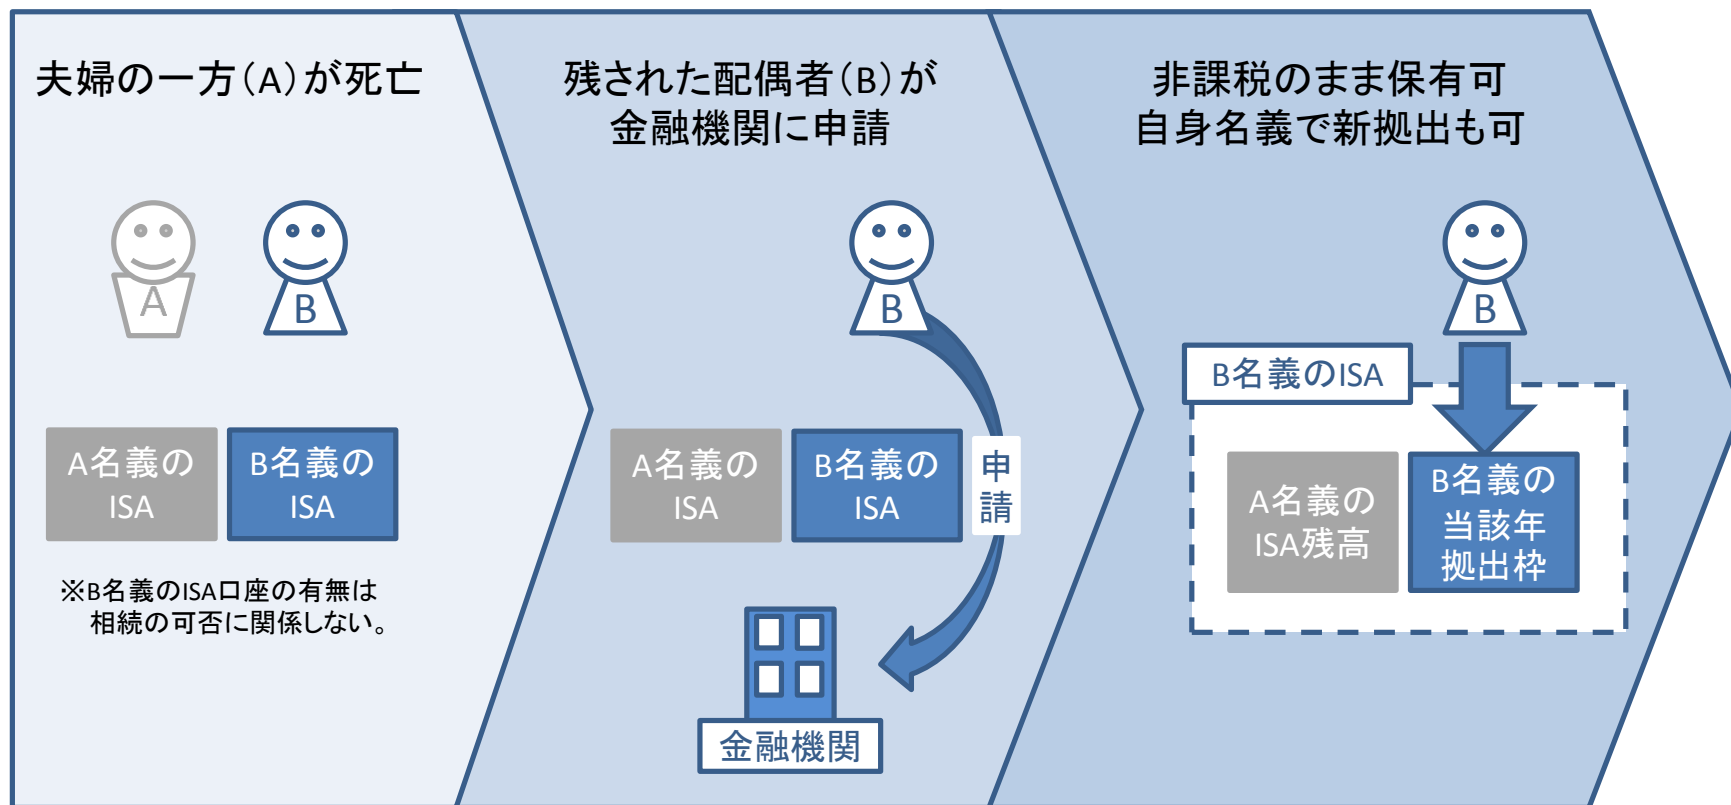 夫婦の一方(A)が死亡
A
B
A名義の
ISA
B名義の
ISA
※B名義のISA口座の有無は
相続の可否に関係しない。
残された配偶者(B)が
金融機関に申請
B
A名義の
ISA
B名義の
ISA
申
請
金融機関
非課税のまま保有可
自身名義で新拠出も可
B
B名義のISA
A名義の
ISA残高
B名義の
当該年
拠出枠